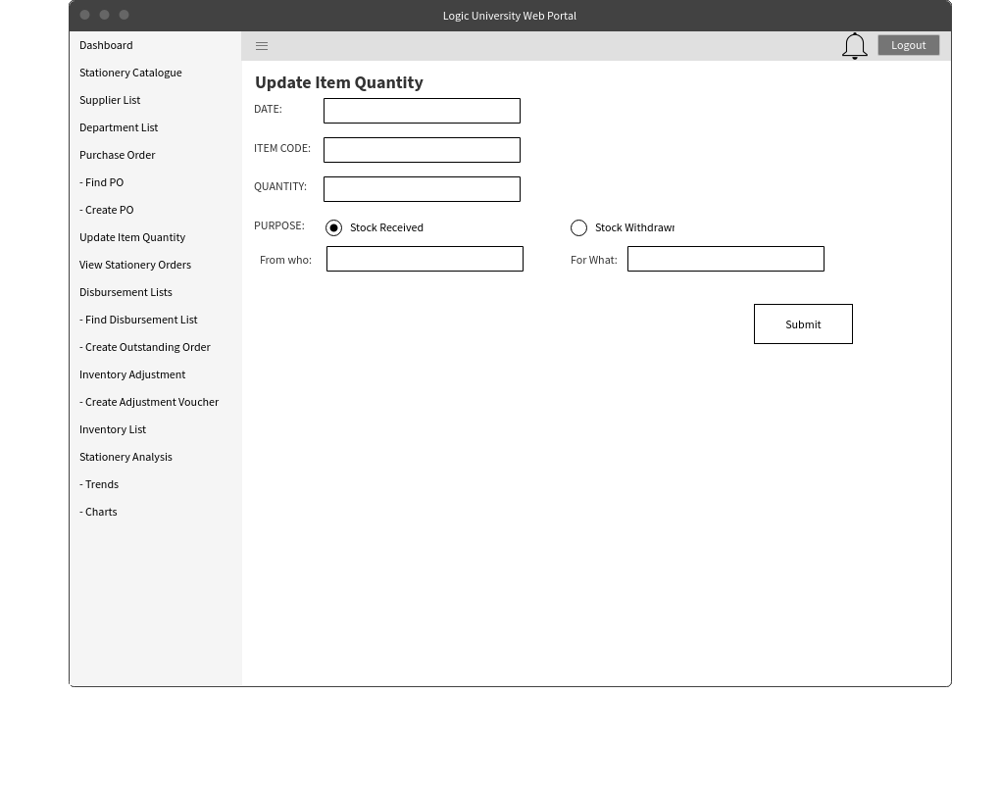 Logic University Web Portal
Dashboard
Logout
Stationery Catalogue
Supplier List
Department List
Purchase Order
- Find PO
- Create PO
Update Item Quantity
View Stationery Orders
Disbursement Lists
- Find Disbursement List
- Create Outstanding Order
Inventory Adjustment
- Create Adjustment Voucher
Inventory List
Stationery Analysis
- Trends
- Charts
Update Item Quantity
DATE:
ITEM CODE:
QUANTITY:
PURPOSE: Stock Received Stock Withdrawn
From who: For What:
Submit